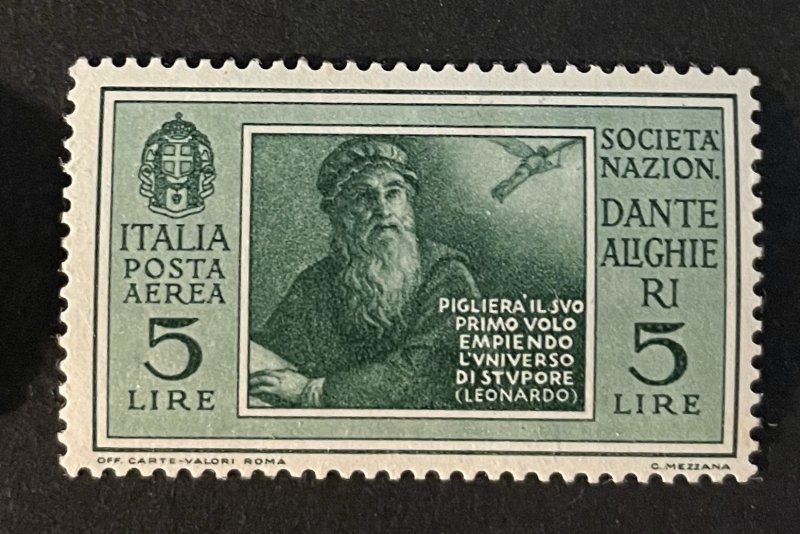 ITALIA
POSTA
AEREA
5
LIRE
PIGLIERA' IL SVO
PRIMO VOLO
EMPIENDO
L'VNIVERSO
DI STVPORE
(LEONARDO)
SOCIETA'
NAZION.
DANTE
ALIGHIE
RI
5
LIRE
OFF. CARTE-VALORI ROMA
C. MEZZANA